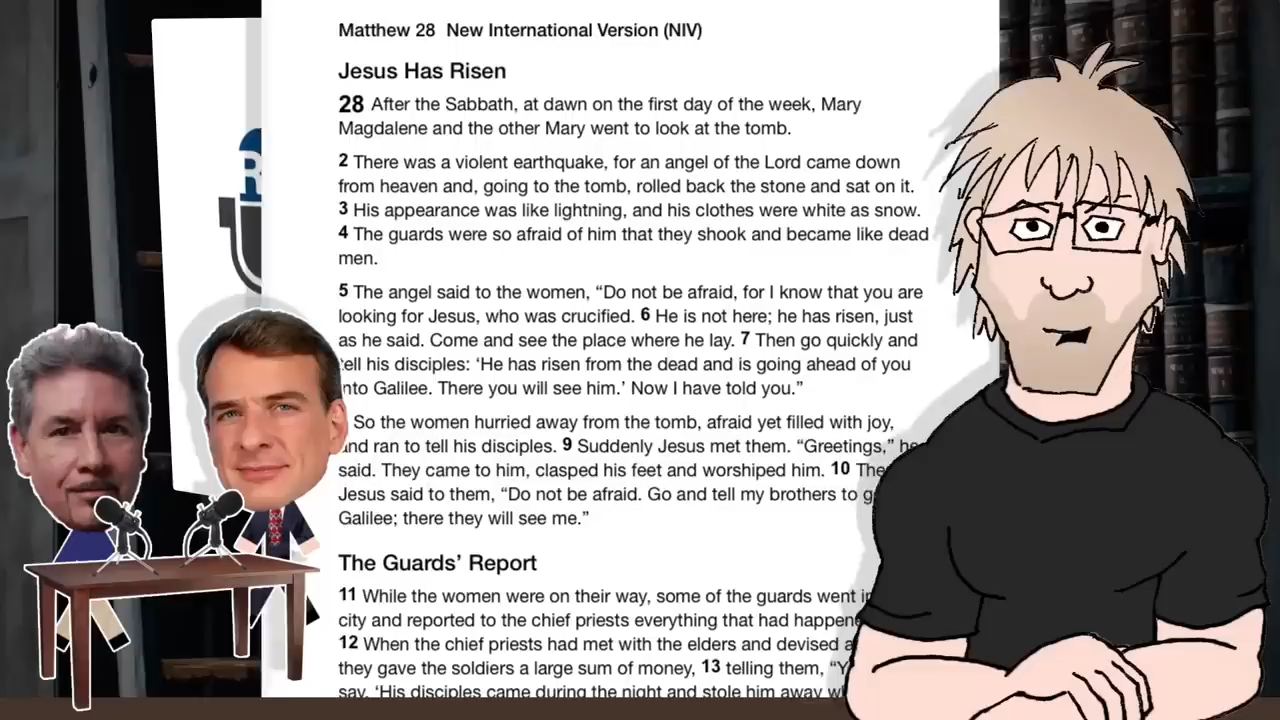 Matthew 28 New International Version (NIV)
Jesus Has Risen
28 After the Sabbath, at dawn on the first day of the week, Mary
Magdalene and the other Mary went to look at the tomb.
2 There was a violent earthquake, for an angel of the Lord came down
from heaven and, going to the tomb, rolled back the stone and sat on it.
3 His appearance was like lightning, and his clothes were white as snow.
4 The guards were so afraid of him that they shook and became like dead
men.
5 The angel said to the women, “Do not be afraid, for I know that you are
looking for Jesus, who was crucified. 6 He is not here; he has risen, just
as he said. Come and see the place where he lay. 7 Then go quickly and
tell his disciples: ‘He has risen from the dead and is going ahead of you
into Galilee. There you will see him.’ Now I have told you.”
So the women hurried away from the tomb, afraid yet filled with joy,
and ran to tell his disciples. 9 Suddenly Jesus met them. “Greetings,” he
said. They came to him, clasped his feet and worshiped him. 10
Jesus said to them, “Do not be afraid. Go and tell my brothers to
Galilee; there they will see me.”
The Guards’ Report
11 While the women were on their way, some of the guards went
city and reported to the chief priests everything that had
12 When the chief priests had met with the elders and devised
they gave the soldiers a large sum of money, 13 telling them,
say, ‘His disciples came during the night and stole him away